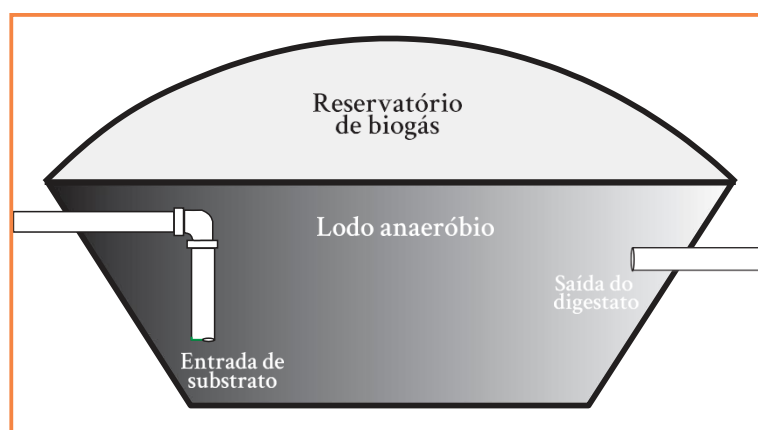 Reservatório
de biogás
Lodo anaeróbio
Saída do
digestato
Entrada de
substrato